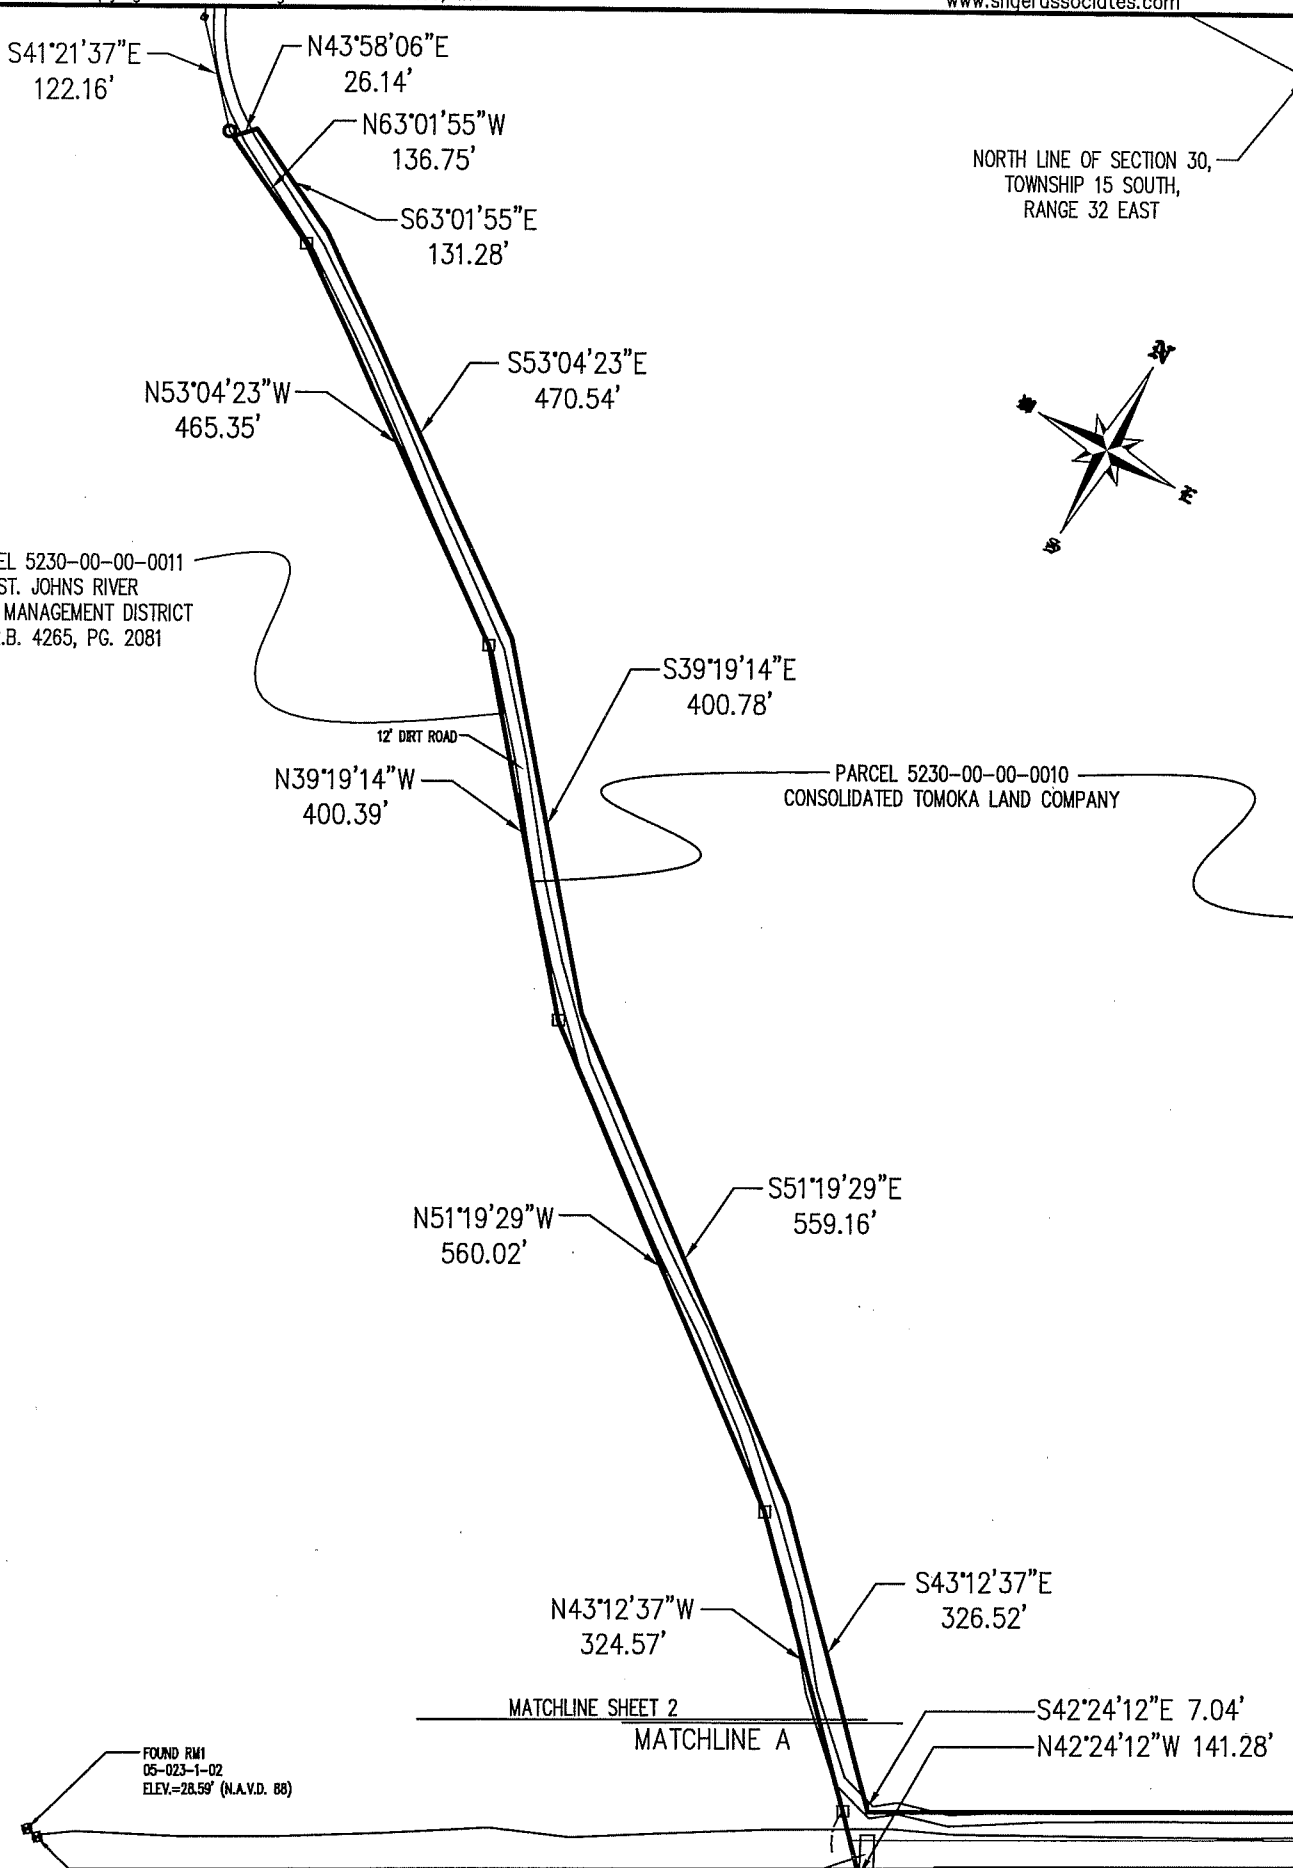 www.shgerassociates.com
S41°21'37"E
122.16'
N43°58'06"E
26.14'
N63°01'55"W
136.75'
S63°01'55"E
131.28'
NORTH LINE OF SECTION 30,
TOWNSHIP 15 SOUTH,
RANGE 32 EAST
N
W
E
S
S53°04'23"E
470.54'
N53°04'23"W
465.35'
EL 5230-00-00-0011
ST. JOHNS RIVER
MANAGEMENT DISTRICT
.B. 4265, PG. 2081
S39°19'14"E
400.78'
12' DIRT ROAD
N39°19'14"W
400.39'
PARCEL 5230-00-00-0010
CONSOLIDATED TOMOKA LAND COMPANY
S51°19'29"E
559.16'
N51°19'29"W
560.02'
S43°12'37"E
326.52'
N43°12'37"W
324.57'
MATCHLINE SHEET 2
MATCHLINE A
S42°24'12"E 7.04'
N42°24'12"W 141.28'
FOUND RM1
05-023-1-02
ELEV.=28.59' (N.A.V.D. 88)